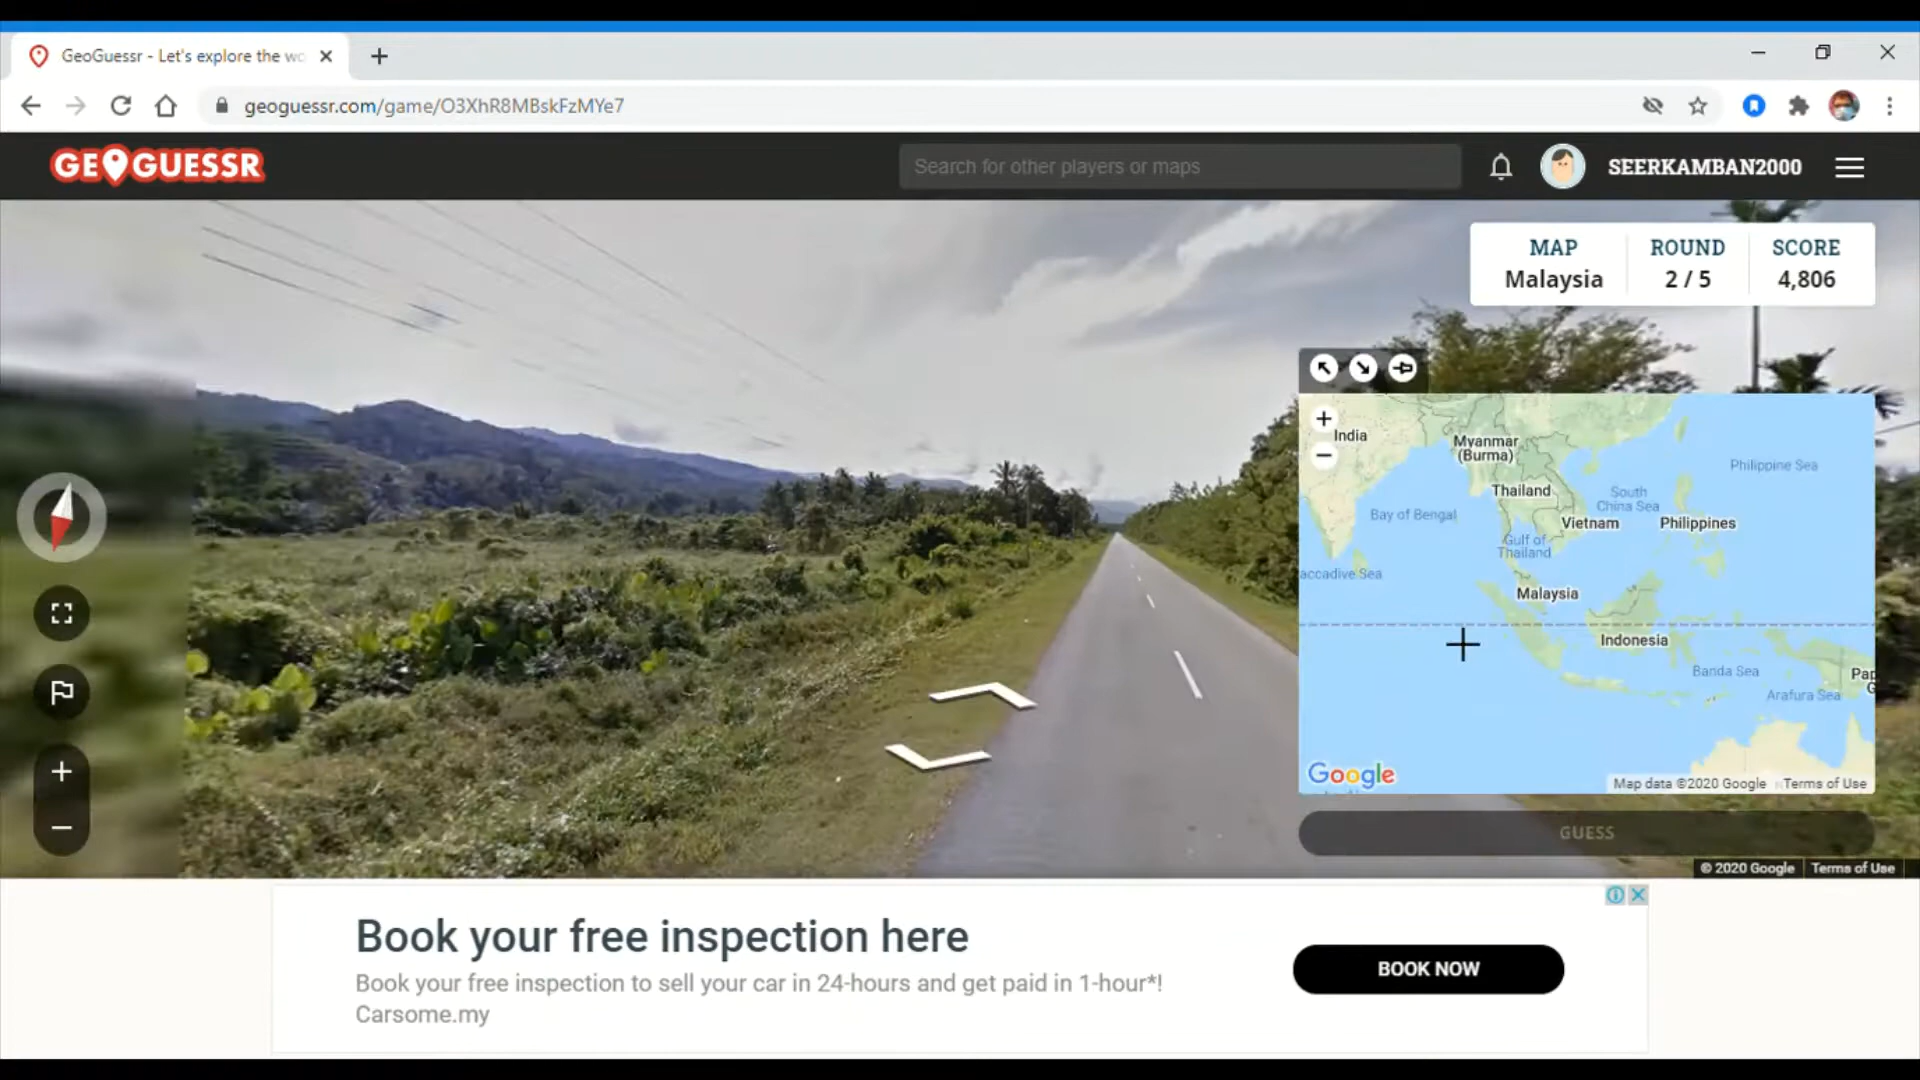 GeoGuessr - Let's explore the wo
geoguessr.com/game/O3XhR8MBskFzMYe7
GEOGUESSR
Search for other players or maps
SEERKAMBAN2000
MAP ROUND SCORE
Malaysia 2 / 5 4,806
India
Myanmar
(Burma)
Philippine Sea
Thailand
South
China Sea
Bay of Bengal
Vietnam
Philippines
Gulf of
Thailand
accadive Sea
Malaysia
Indonesia
Banda Sea
Pap
G
Arafura Sea
Google
Map data ©2020 Google Terms of Use
GUESS
© 2020 Google Terms of Use
Book your free inspection here
Book your free inspection to sell your car in 24-hours and get paid in 1-hour*!
Carsome.my
BOOK NOW